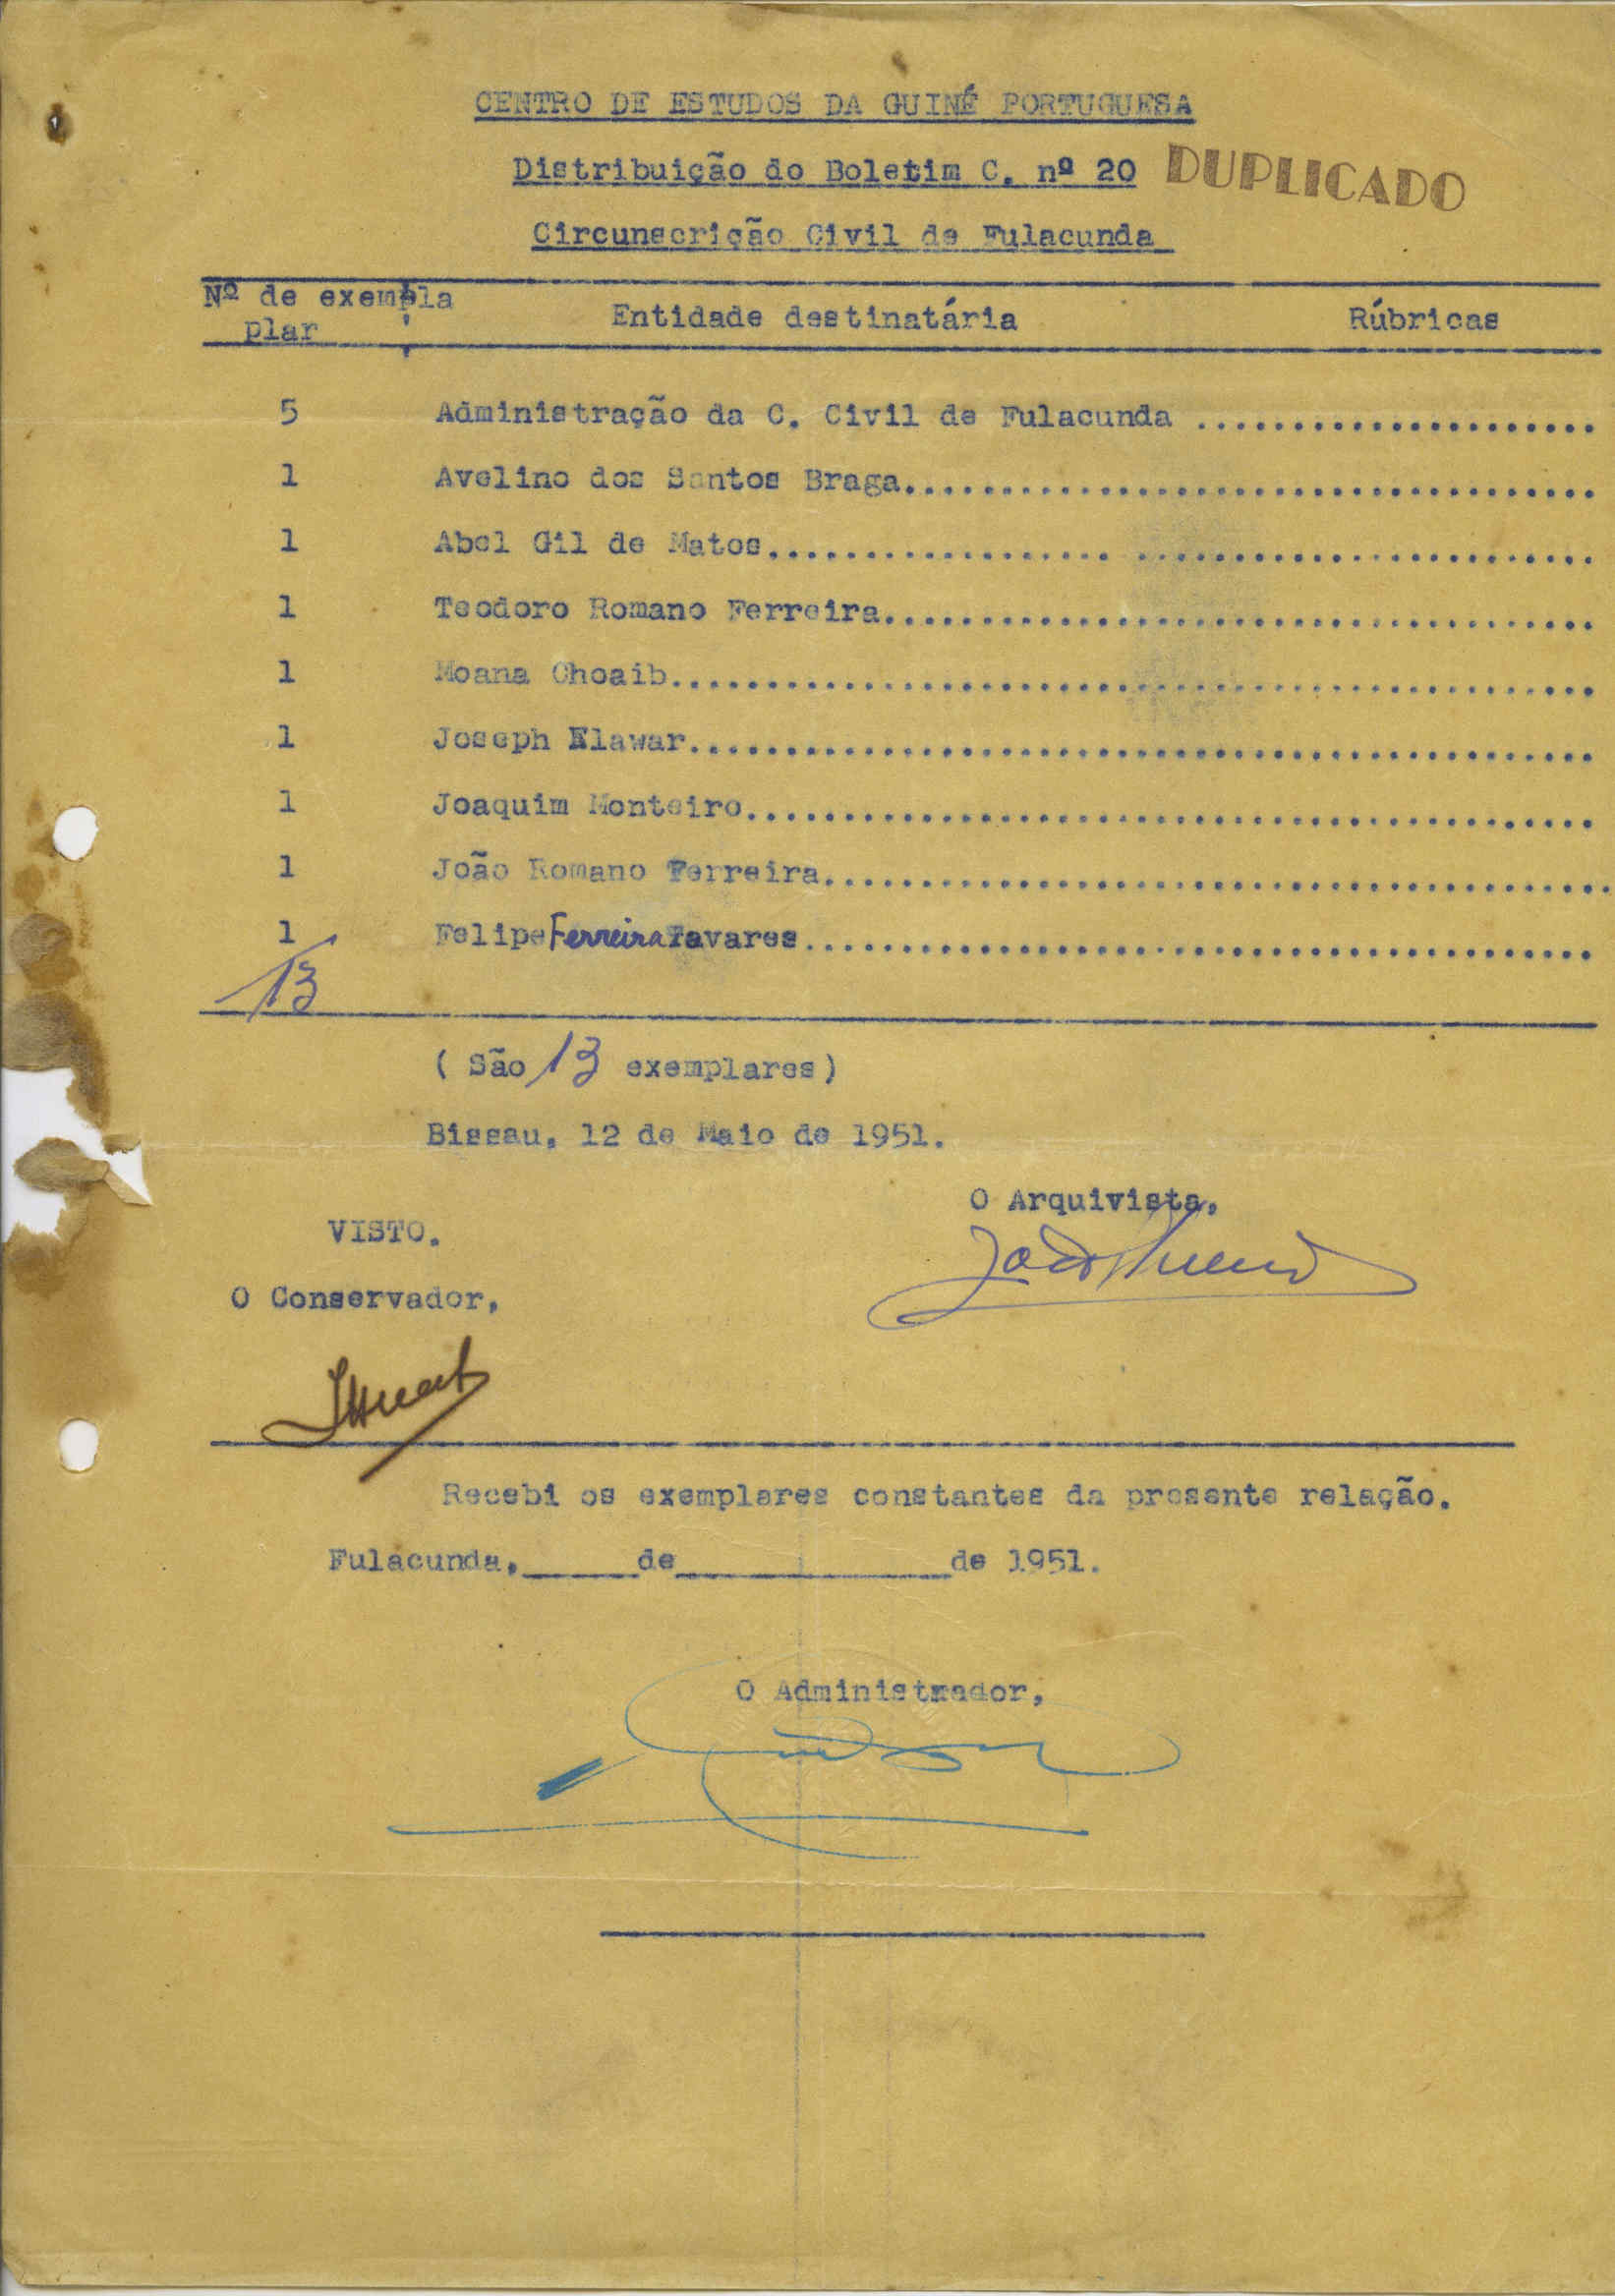 CENTRO DE ESTUDOS DA GUINÉ PORTUGUESA
Distribuição do Boletim C. nº 20 DUPLICADO
Circunscrição Civil de Fulacunda
Nº de exempla
plar Entidade destinatária Rúbricas
5 Administração da C. Civil de Fulacunda ......................
1 Avelino dos Santos Braga....................................
1 Abel Gil de Matos.................. ........................
1 Teodoro Romano Ferreira.....................................
1 Moana Choaib................................................
1 Joseph Elawar...............................................
1 Joaquim Monteiro............................................
1 João Romano Ferreira.........................................
1 Felipe Ferreira Tavares.........................................
13
( São 13 exemplares)
Bissau, 12 de Maio de 1951.
O Arquivista,
VISTO.
O Conservador,
Recebi os exemplares constantes da presente relação.
Fulacunda,______de______________de 1951.
O Administrador,